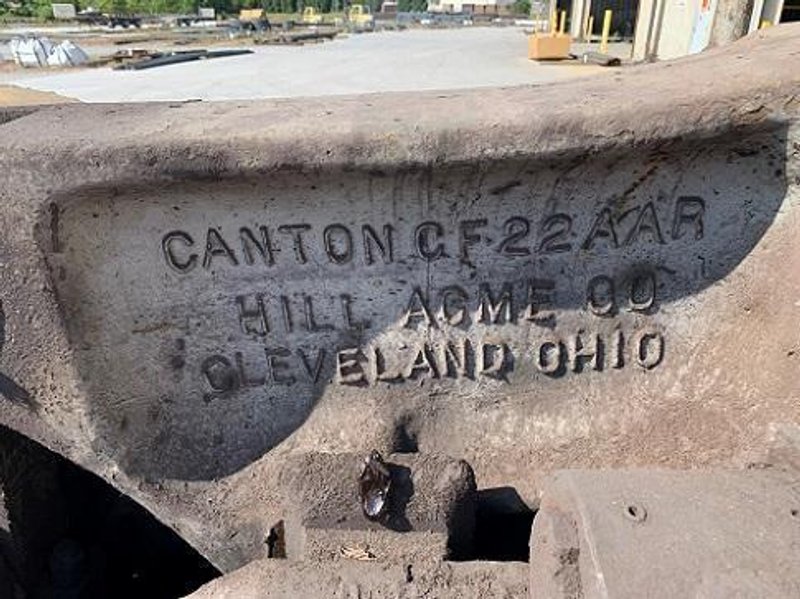 CANTON CF22AAR
HILL ACME CO
CLEVELAND OHIO